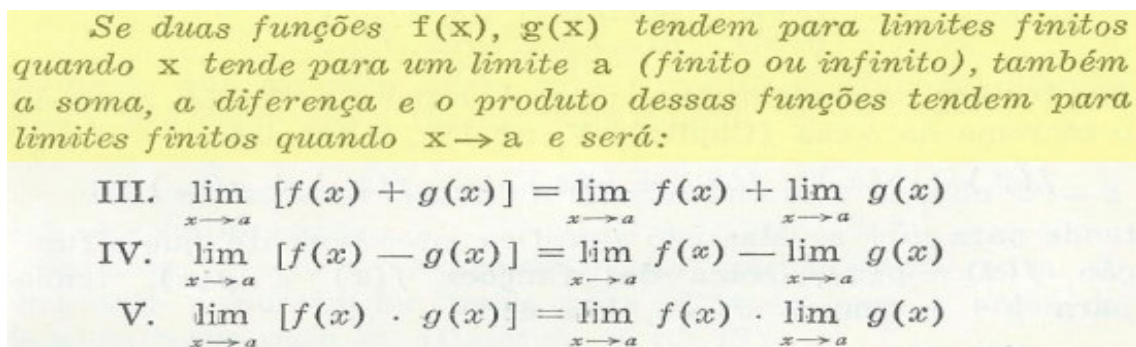 Se duas funções f(x), g(x) tendem para limites finitos
quando x tende para um limite a (finito ou infinito), também
a soma, a diferença e o produto dessas funções tendem para
limites finitos quando x → a e será:
III. lim [f(x) + g(x)] = lim f(x) + lim g(x)
x→a x→a x→a
IV. lim [f(x) — g(x)] = lim f(x) — lim g(x)
x→a x→a x→a
V. lim [f(x) · g(x)] = lim f(x) · lim g(x)
x→a x→a x→a